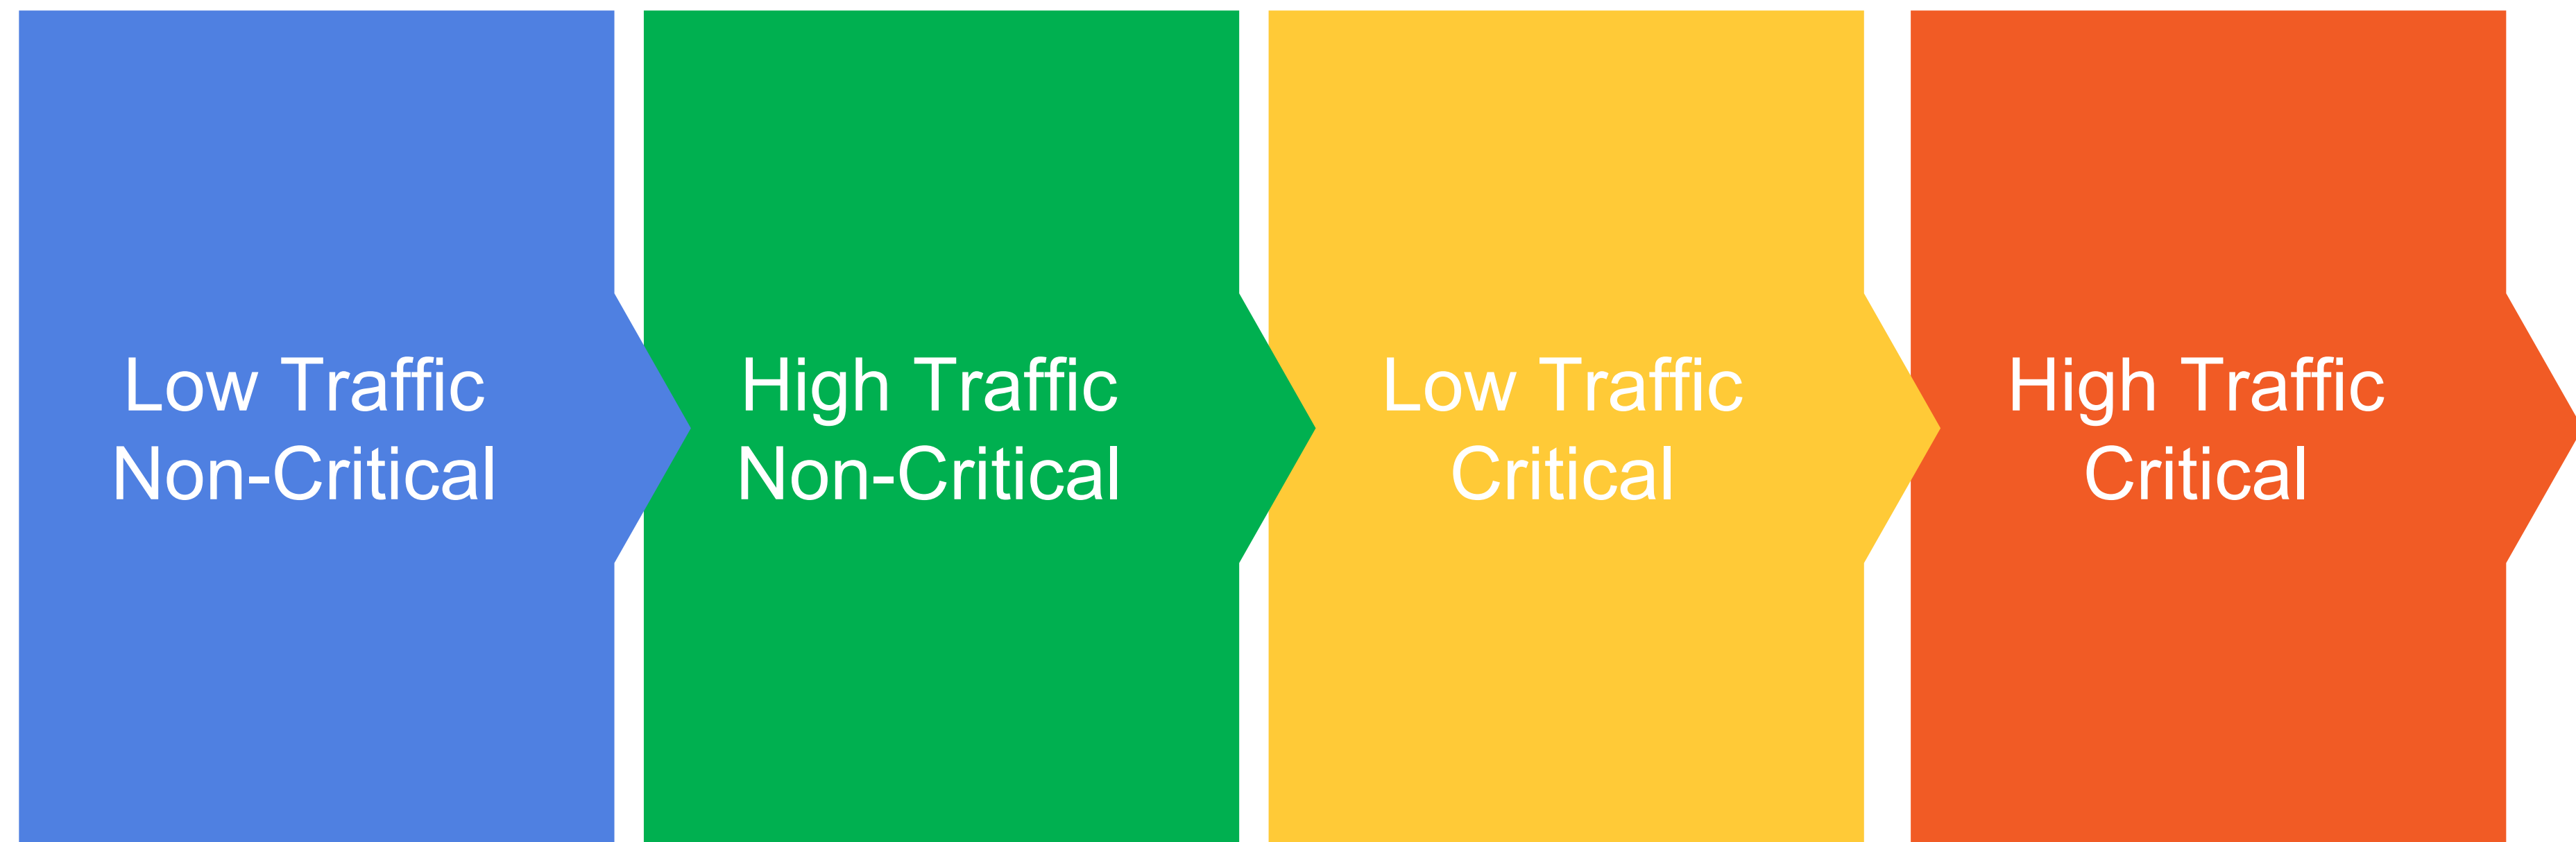 Low Traffic
Non-Critical
High Traffic
Non-Critical
Low Traffic
Critical
High Traffic
Critical